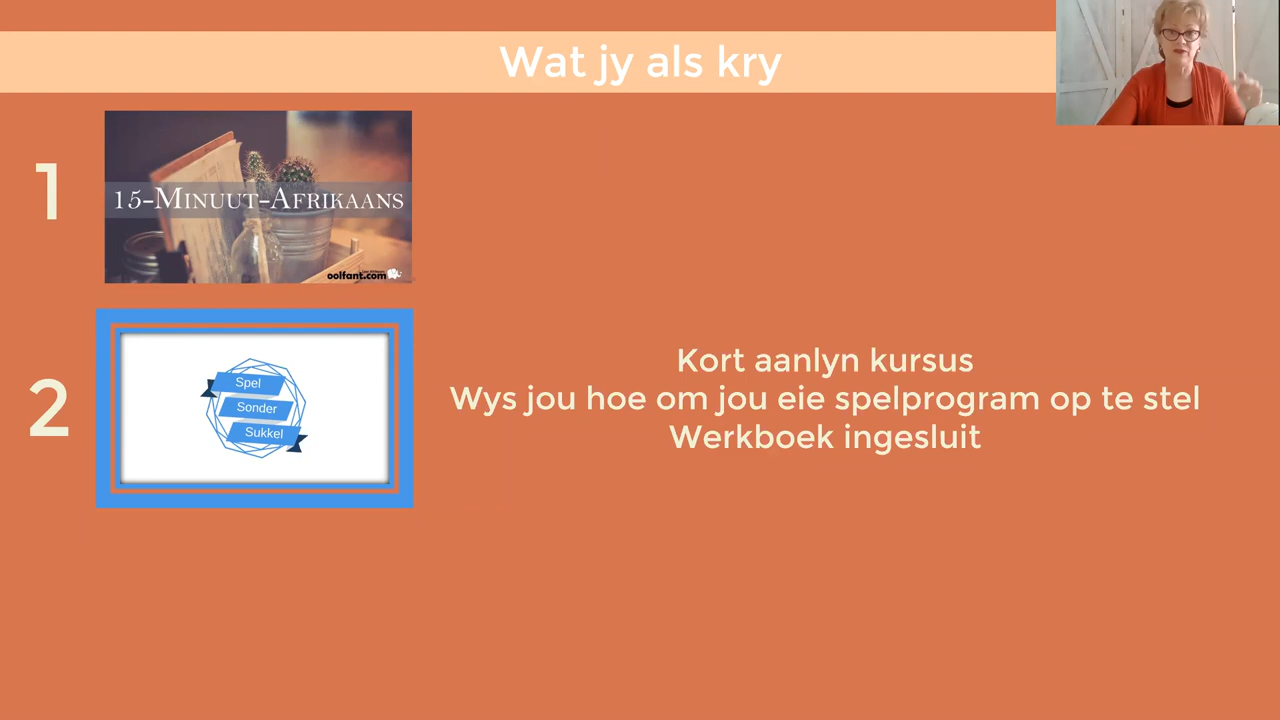 Wat jy als kry
1
15-Minuut-Afrikaans
oolfant.com
2
Spel
Sonder
Sukkel
Kort aanlyn kursus
Wys jou hoe om jou eie spelprogram op te stel
Werkboek ingesluit